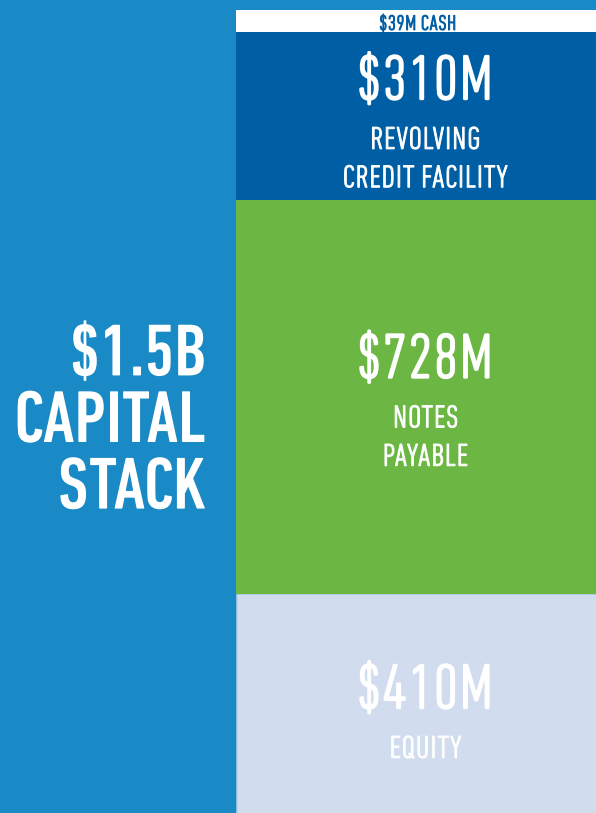 $39M CASH
$310M
REVOLVING
CREDIT FACILITY
$1.5B
CAPITAL
STACK
$728M
NOTES
PAYABLE
$410M
EQUITY